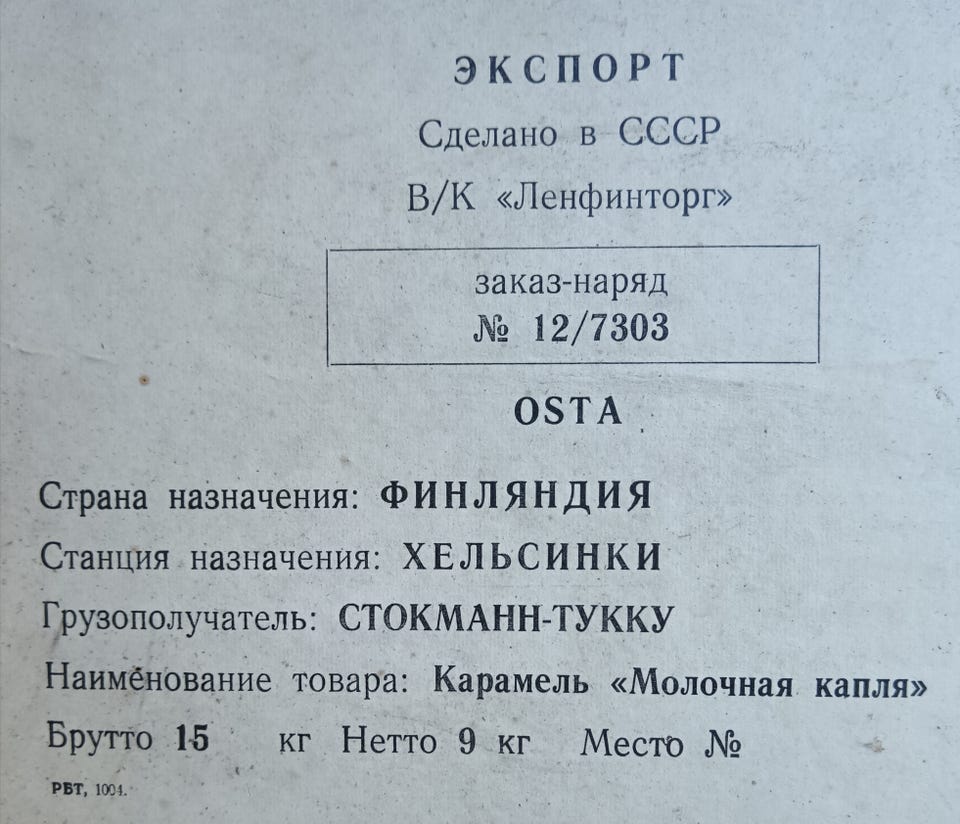 ЭКСПОРТ
Сделано в СССР
В/К «Ленфинторг»
заказ-наряд
№ 12/7303
OSTA
Страна назначения: ФИНЛЯНДИЯ
Станция назначения: ХЕЛЬСИНКИ
Грузополучатель: СТОКМАНН-ТУККУ
Наименование товара: Карамель «Молочная капля»
Брутто 15 кг Нетто 9 кг Место №
РБТ, 1004.